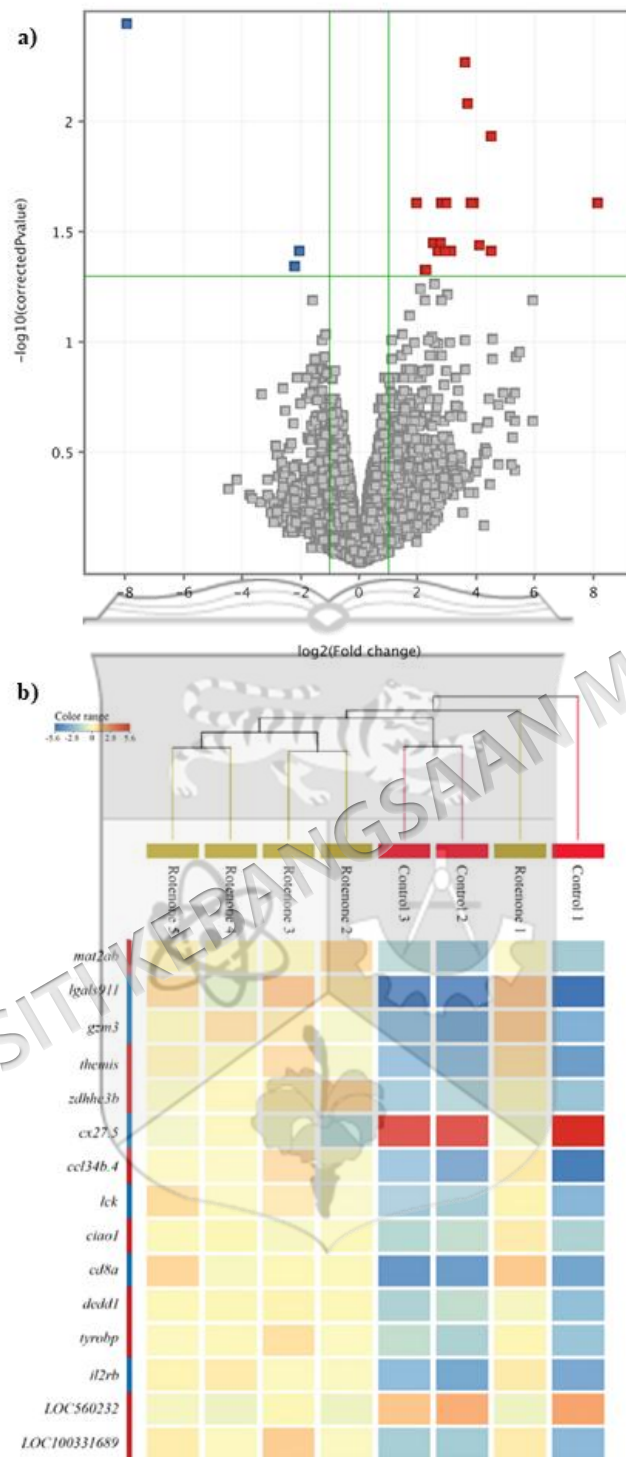 a)
2
1.5
1
0.5
-log10(correctedPvalue)
-8 -6 -4 -2 0 2 4 6 8
log2(Fold change)
b)
Color range
-5.6 -2.8 0 2.8 5.6
Rotenone 5
Rotenone 4
Rotenone 3
Rotenone 2
Control 3
Control 2
Rotenone 1
Control 1
SITI KEBANGSAAN M
mat2ab
lgals9l1
gzm3
themis
zdhhc3b
cx27.5
ccl34b.4
lck
ciao1
cd8a
dedd1
tyrobp
il2rb
LOC560232
LOC100331689